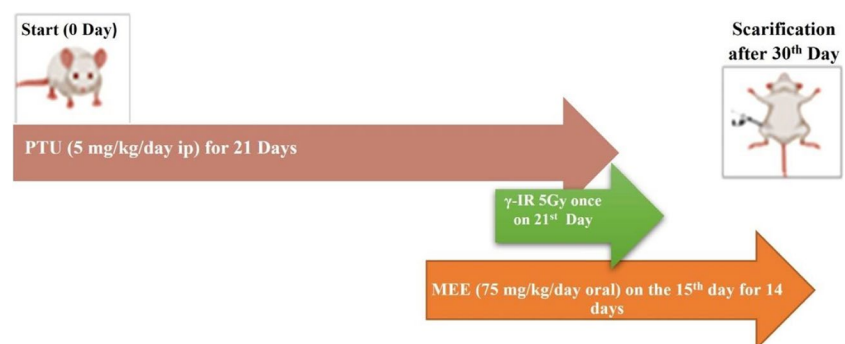 Start (0 Day)
Scarification
after 30th Day
PTU (5 mg/kg/day ip) for 21 Days
γ-IR 5Gy once
on 21st Day
MEE (75 mg/kg/day oral) on the 15th day for 14
days